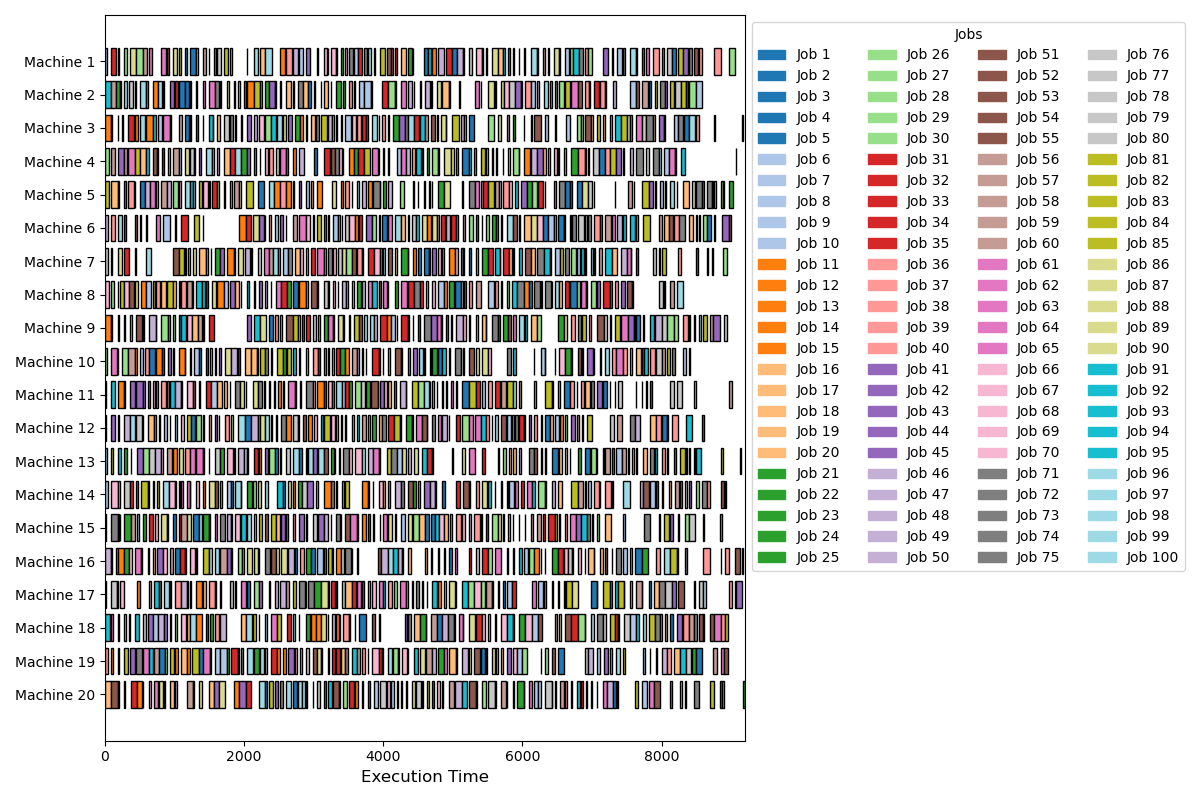 Machine 1
Machine 2
Machine 3
Machine 4
Machine 5
Machine 6
Machine 7
Machine 8
Machine 9
Machine 10
Machine 11
Machine 12
Machine 13
Machine 14
Machine 15
Machine 16
Machine 17
Machine 18
Machine 19
Machine 20
0 2000 4000 6000 8000
Execution Time
Jobs
Job 1 Job 26 Job 51 Job 76
Job 2 Job 27 Job 52 Job 77
Job 3 Job 28 Job 53 Job 78
Job 4 Job 29 Job 54 Job 79
Job 5 Job 30 Job 55 Job 80
Job 6 Job 31 Job 56 Job 81
Job 7 Job 32 Job 57 Job 82
Job 8 Job 33 Job 58 Job 83
Job 9 Job 34 Job 59 Job 84
Job 10 Job 35 Job 60 Job 85
Job 11 Job 36 Job 61 Job 86
Job 12 Job 37 Job 62 Job 87
Job 13 Job 38 Job 63 Job 88
Job 14 Job 39 Job 64 Job 89
Job 15 Job 40 Job 65 Job 90
Job 16 Job 41 Job 66 Job 91
Job 17 Job 42 Job 67 Job 92
Job 18 Job 43 Job 68 Job 93
Job 19 Job 44 Job 69 Job 94
Job 20 Job 45 Job 70 Job 95
Job 21 Job 46 Job 71 Job 96
Job 22 Job 47 Job 72 Job 97
Job 23 Job 48 Job 73 Job 98
Job 24 Job 49 Job 74 Job 99
Job 25 Job 50 Job 75 Job 100